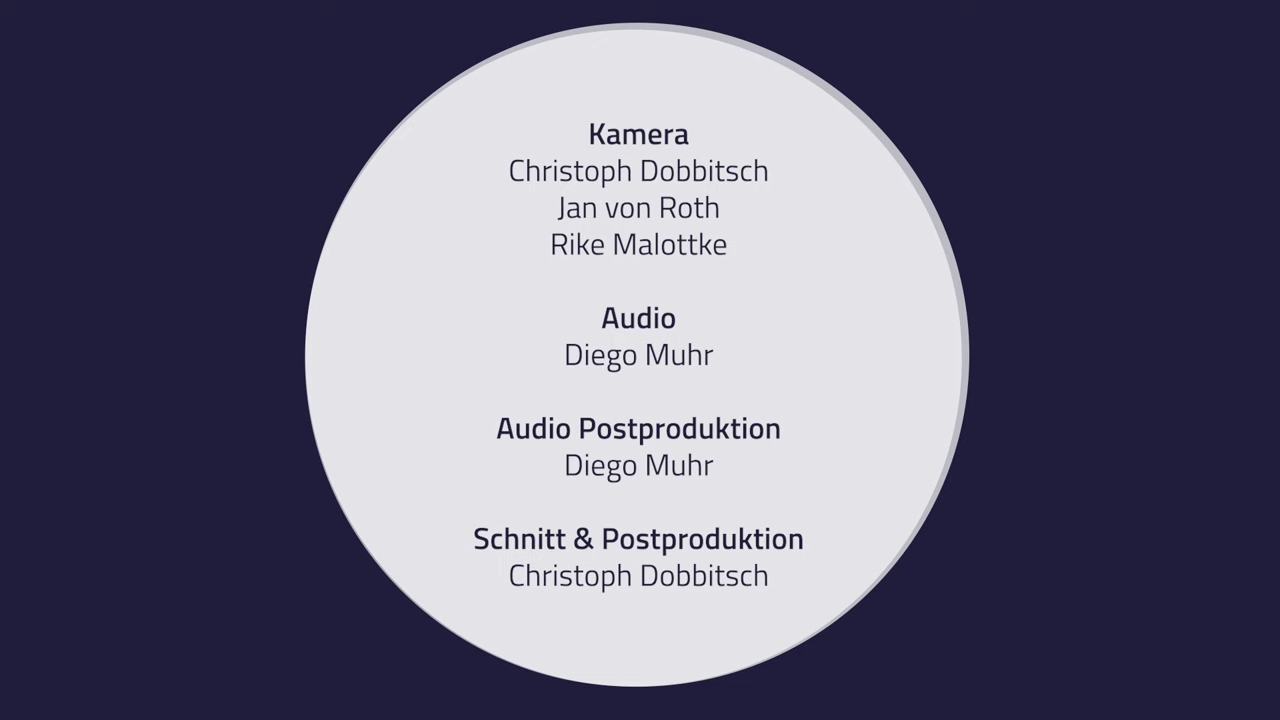 Kamera
Christoph Dobbitsch
Jan von Roth
Rike Malottke
Audio
Diego Muhr
Audio Postproduktion
Diego Muhr
Schnitt & Postproduktion
Christoph Dobbitsch